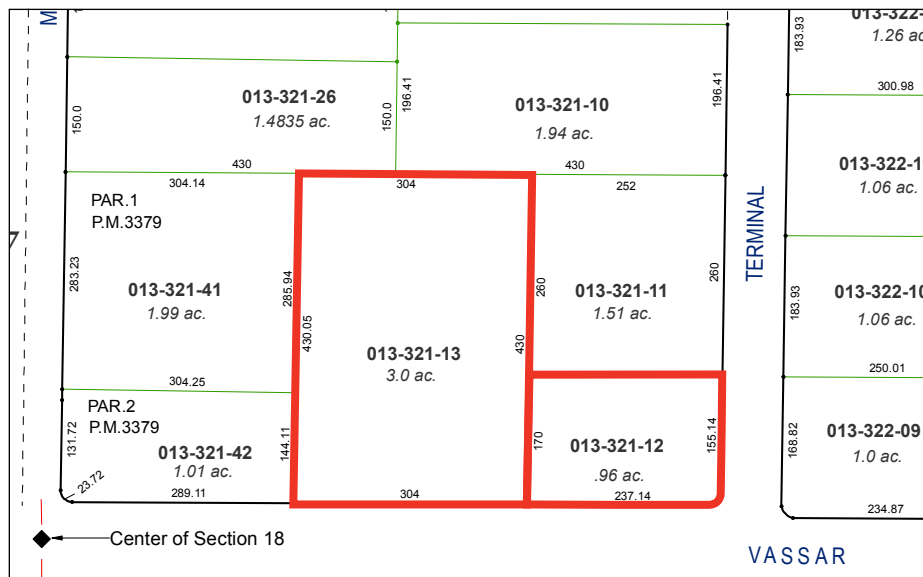 M
013-322-
1.26 ac
183.93
300.98
013-321-26
1.4835 ac.
150.0
150.0
196.41
013-321-10
1.94 ac.
196.41
430
430
304.14
304
252
PAR.1
P.M.3379
013-322-1
1.06 ac.
TERMINAL
7
283.23
013-321-41
1.99 ac.
285.94
430.05
013-321-13
3.0 ac.
430
260
013-321-11
1.51 ac.
260
183.93
013-322-10
1.06 ac.
304.25
250.01
PAR.2
P.M.3379
131.72
013-321-42
1.01 ac.
144.11
170
013-321-12
.96 ac.
155.14
168.82
013-322-09
1.0 ac.
23.72
289.11
304
237.14
234.87
Center of Section 18
VASSAR